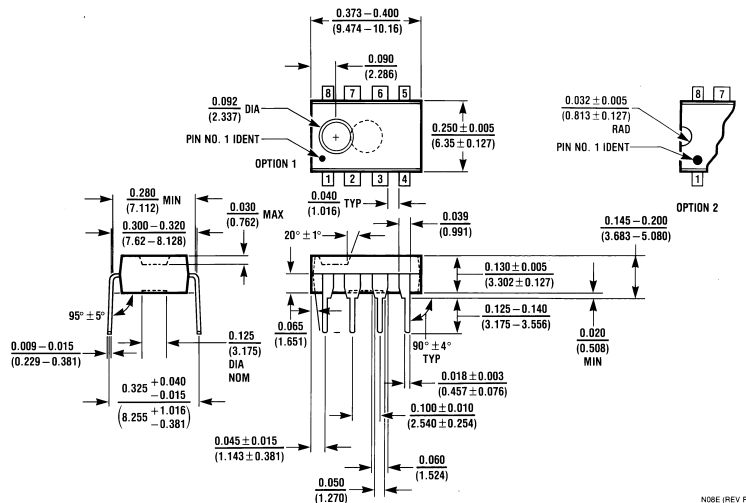 0.373 – 0.400
(9.474 – 10.16)
0.090
(2.286)
8 7 6 5
0.092 DIA
(2.337)
PIN NO. 1 IDENT
OPTION 1
1 2 3 4
0.250 ± 0.005
(6.35 ± 0.127)
0.032 ± 0.005
(0.813 ± 0.127)
RAD
PIN NO. 1 IDENT
8 7
1
OPTION 2
0.280 MIN
(7.112)
0.300 – 0.320
(7.62 – 8.128)
0.030 MAX
(0.762)
0.040 TYP
(1.016)
0.039
(0.991)
20° ± 1°
0.145 – 0.200
(3.683 – 5.080)
0.130 ± 0.005
(3.302 ± 0.127)
0.125 – 0.140
(3.175 – 3.556)
0.020
(0.508)
MIN
95° ± 5°
0.009 – 0.015
(0.229 – 0.381)
0.125
(3.175)
DIA
NOM
0.065
(1.651)
90° ± 4°
TYP
0.018 ± 0.003
(0.457 ± 0.076)
0.325 +0.040
−0.015
(8.255 +1.016
−0.381)
0.100 ± 0.010
(2.540 ± 0.254)
0.045 ± 0.015
(1.143 ± 0.381)
0.060
(1.524)
0.050
(1.270)
N08E (REV F